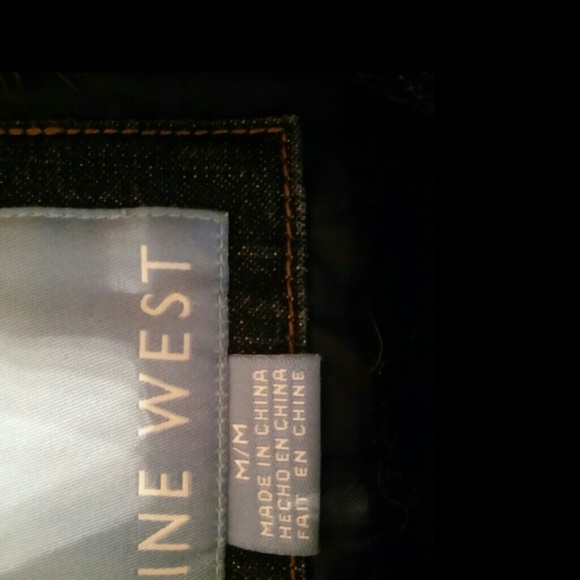 INE WEST
M/M
MADE IN CHINA
HECHO EN CHINA
FAIT EN CHINE